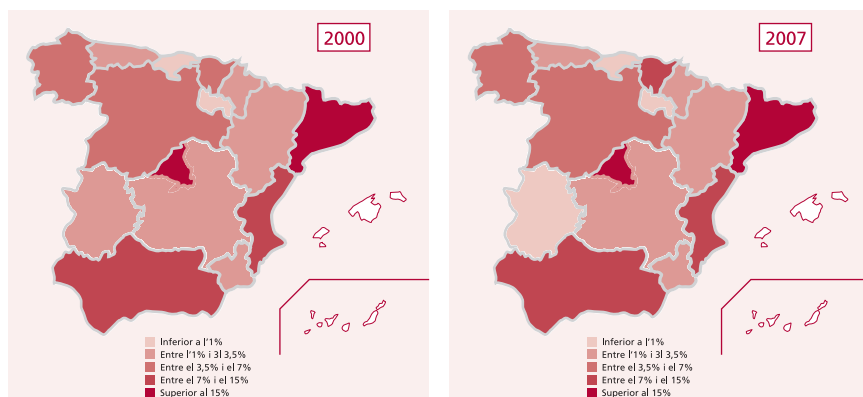 2000
Inferior a l'1%
Entre l'1% i 3l 3,5%
Entre el 3,5% i el 7%
Entre el 7% i el 15%
Superior al 15%
2007
Inferior a l'1%
Entre l'1% i 3l 3,5%
Entre el 3,5% i el 7%
Entre el 7% i el 15%
Superior al 15%